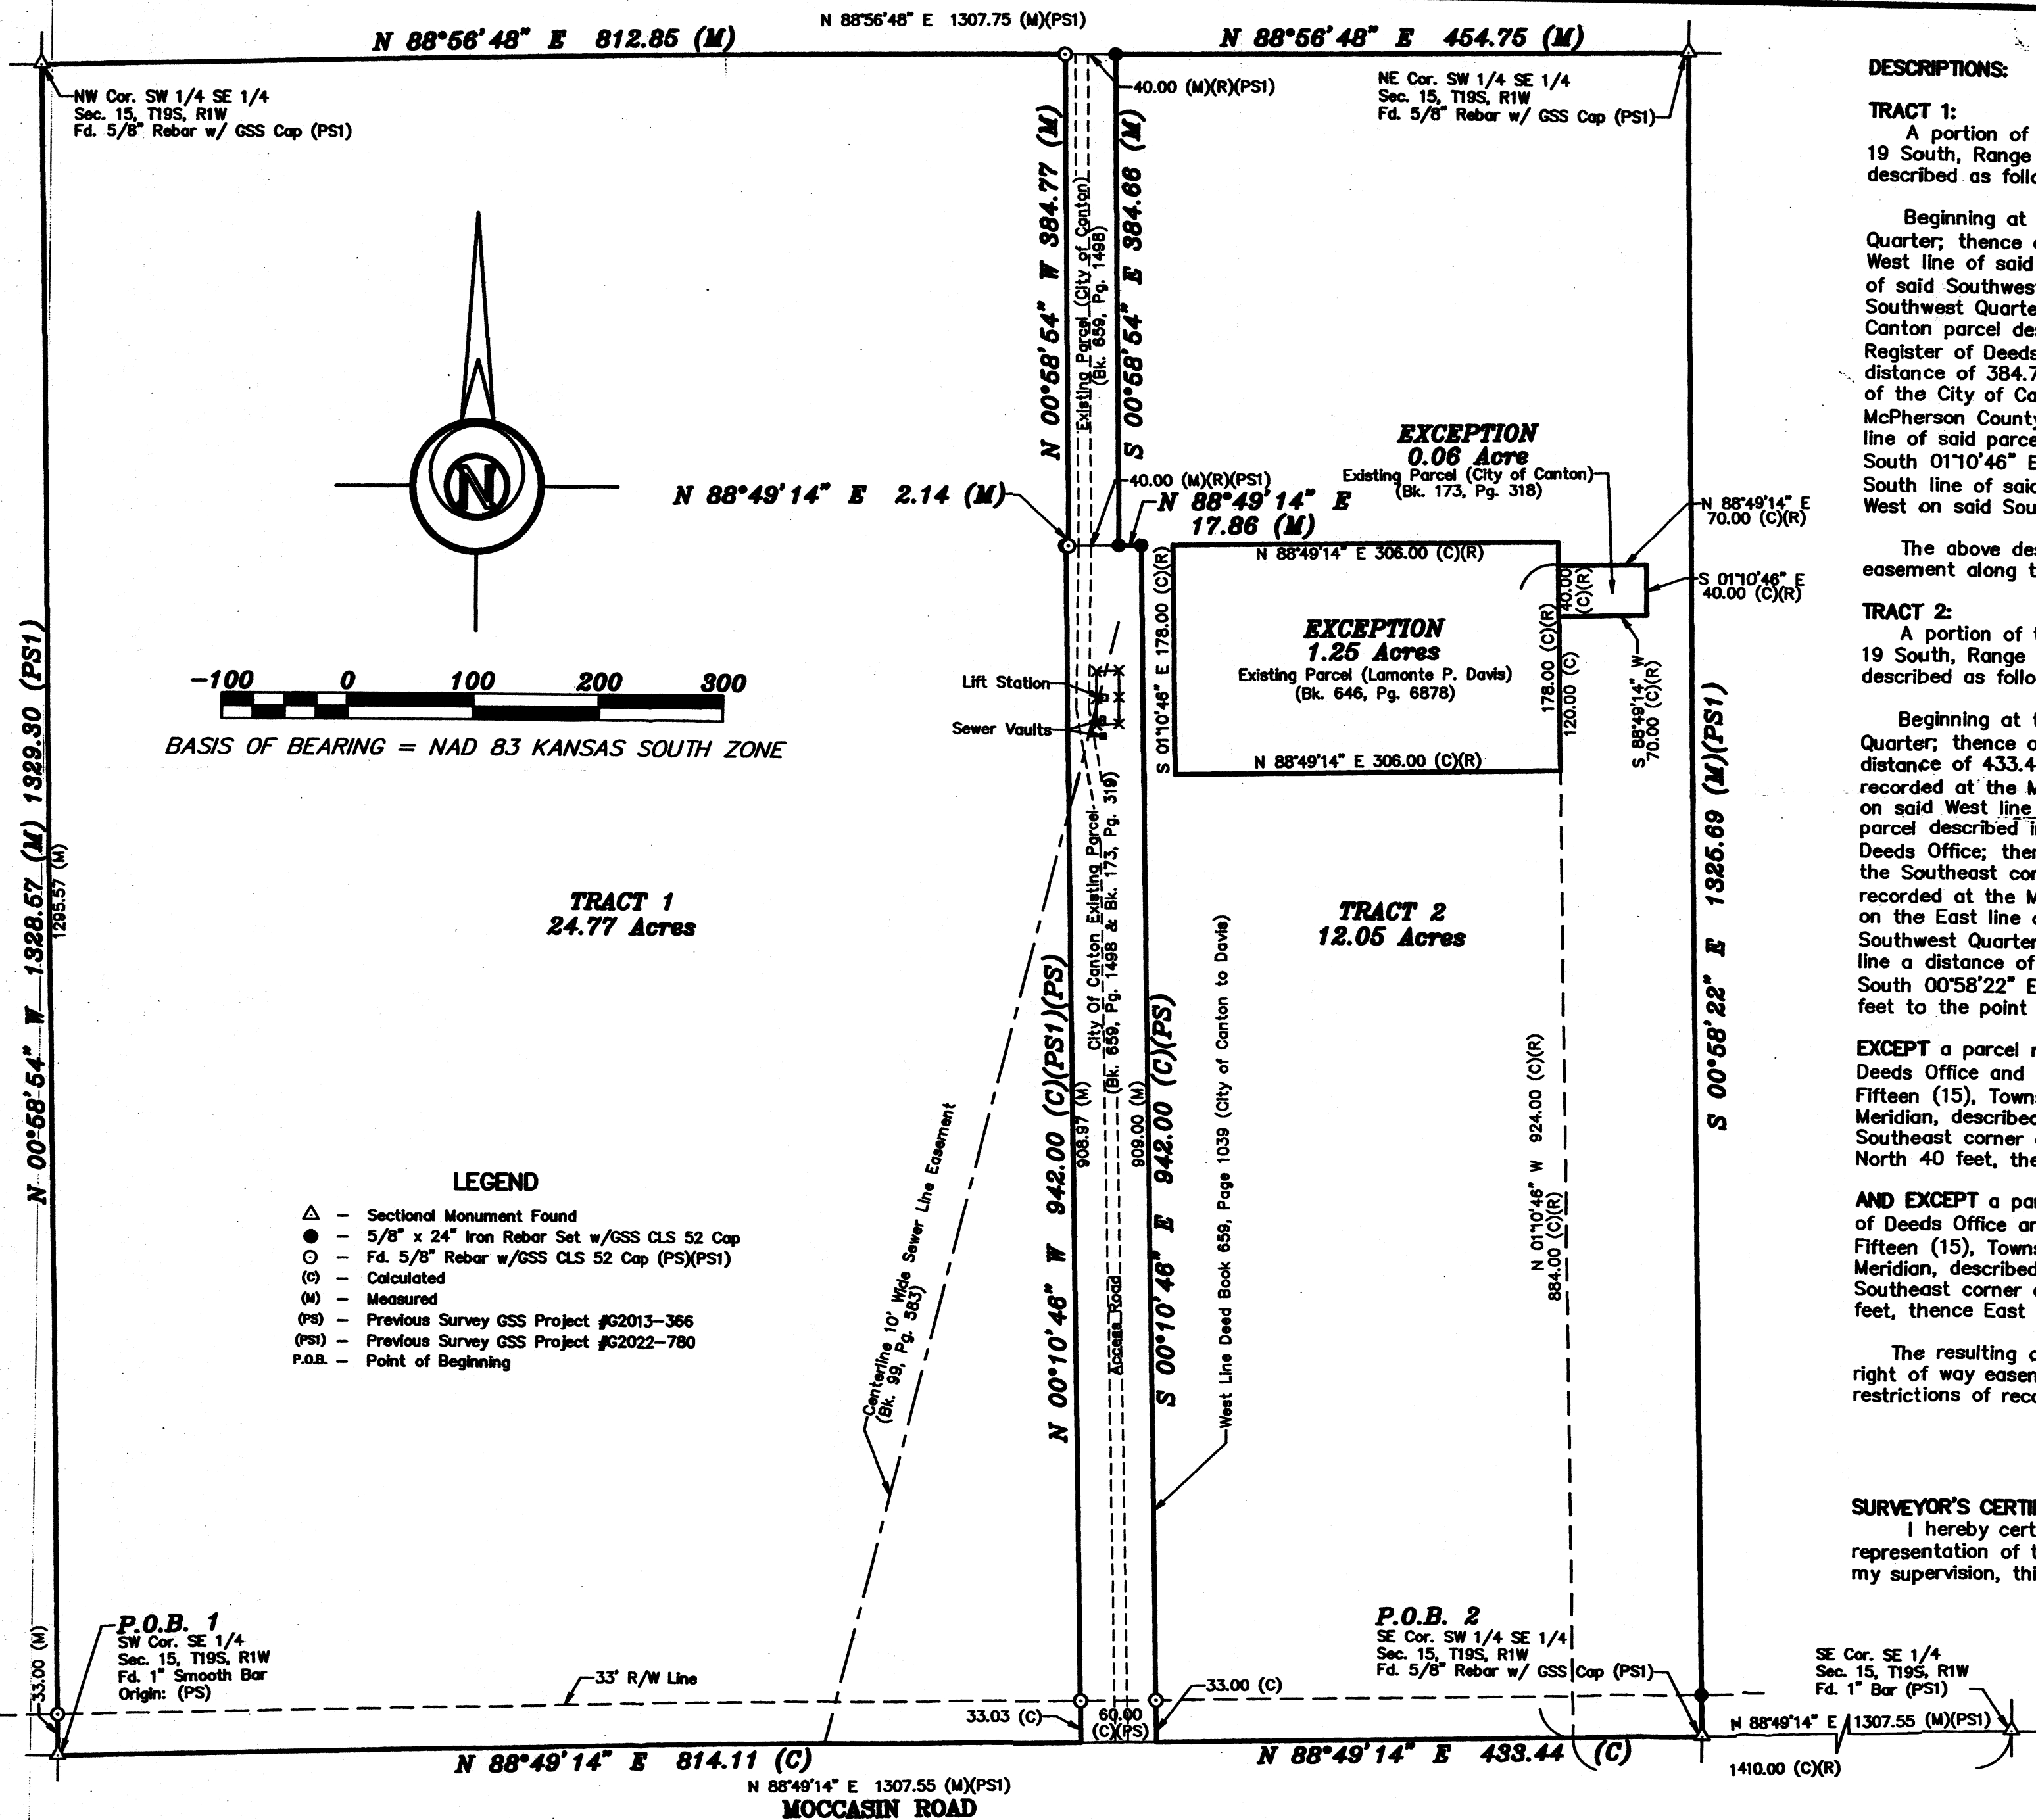 N 88°56'48" E 1307.75 (M)(PS1)
N 88°56'48" E 812.85 (M)
N 88°56'48" E 454.75 (M)
NW Cor. SW 1/4 SE 1/4
Sec. 15, T19S, R1W
Fd. 5/8" Rebar w/ GSS Cap (PS1)
40.00 (M)(R)(PS1)
NE Cor. SW 1/4 SE 1/4
Sec. 15, T19S, R1W
Fd. 5/8" Rebar w/ GSS Cap (PS1)
N 00°58'54" W 384.77 (M)
Existing Parcel (City of Canton)
(Bk. 659, Pg. 1498)
S 00°58'54" E 384.66 (M)
N
-100 0 100 200 300
BASIS OF BEARING = NAD 83 KANSAS SOUTH ZONE
N 88°49'14" E 2.14 (M)
40.00 (M)(R)(PS1)
N 88°49'14" E
17.86 (M)
EXCEPTION
0.06 Acre
Existing Parcel (City of Canton)
(Bk. 173, Pg. 318)
N 88°49'14" E
70.00 (C)(R)
S 01°10'46" E
40.00 (C)(R)
40.00
(C)(R)
S 88°49'14" W
70.00 (C)(R)
N 88°49'14" E 306.00 (C)(R)
S 01°10'46" E 178.00 (C)(R)
EXCEPTION
1.25 Acres
Existing Parcel (Lamonte P. Davis)
(Bk. 646, Pg. 6878)
178.00 (C)(R)
120.00 (C)
N 88°49'14" E 306.00 (C)(R)
Lift Station
Sewer Vaults
N 00°58'54" W 1328.57 (M) 1329.30 (PS1)
1295.57 (M)
TRACT 1
24.77 Acres
TRACT 2
12.05 Acres
S 00°58'22" E 1325.69 (M)(PS1)
City Of Canton Existing Parcel
(Bk. 659, Pg. 1498 & Bk. 173, Pg. 319)
N 00°10'46" W 942.00 (C)(PS1)(PS)
908.97 (M)
909.00 (M)
S 00°10'46" E 942.00 (C)(PS)
Access Road
West Line Deed Book 659, Page 1039 (City of Canton to Davis)
N 01°10'46" W 924.00 (C)(R)
884.00 (C)(R)
Centerline 10' Wide Sewer Line Easement
(Bk. 99, Pg. 583)
LEGEND
△ – Sectional Monument Found
● – 5/8" x 24" Iron Rebar Set w/GSS CLS 52 Cap
⊙ – Fd. 5/8" Rebar w/GSS CLS 52 Cap (PS)(PS1)
(C) – Calculated
(M) – Measured
(PS) – Previous Survey GSS Project #G2013-366
(PS1) – Previous Survey GSS Project #G2022-780
P.O.B. – Point of Beginning
33.00 (M)
P.O.B. 1
SW Cor. SE 1/4
Sec. 15, T19S, R1W
Fd. 1" Smooth Bar
Origin: (PS)
33' R/W Line
33.03 (C)
60.00
(C)(PS)
33.00 (C)
P.O.B. 2
SE Cor. SW 1/4 SE 1/4
Sec. 15, T19S, R1W
Fd. 5/8" Rebar w/ GSS Cap (PS1)
SE Cor. SE 1/4
Sec. 15, T19S, R1W
Fd. 1" Bar (PS1)
N 88°49'14" E 1307.55 (M)(PS1)
1410.00 (C)(R)
N 88°49'14" E 814.11 (C)
N 88°49'14" E 433.44 (C)
N 88°49'14" E 1307.55 (M)(PS1)
MOCCASIN ROAD
DESCRIPTIONS:
TRACT 1:
A portion of
19 South, Range
described as follo
Beginning at
Quarter; thence
West line of said
of said Southwest
Southwest Quarte
Canton parcel de
Register of Deeds
distance of 384.7
of the City of Ca
McPherson County
line of said parce
South 01°10'46" E
South line of said
West on said Sou
The above des
easement along t
TRACT 2:
A portion of t
19 South, Range
described as follo
Beginning at t
Quarter; thence o
distance of 433.4
recorded at the M
on said West line
parcel described i
Deeds Office; then
the Southeast cor
recorded at the M
on the East line
Southwest Quarter
line a distance of
South 00°58'22" E
feet to the point
EXCEPT a parcel r
Deeds Office and
Fifteen (15), Towns
Meridian, described
Southeast corner
North 40 feet, the
AND EXCEPT a par
of Deeds Office an
Fifteen (15), Towns
Meridian, described
Southeast corner
feet, thence East
The resulting
right of way easen
restrictions of reco
SURVEYOR'S CERTI
I hereby cert
representation of t
my supervision, thi